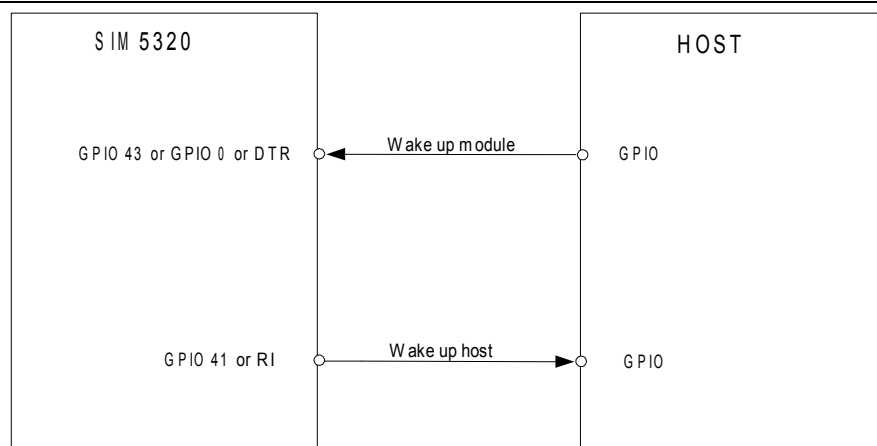 SIM 5320
HOST
GPIO 43 or GPIO 0 or DTR
Wake up module
GPIO
GPIO 41 or RI
Wake up host
GPIO